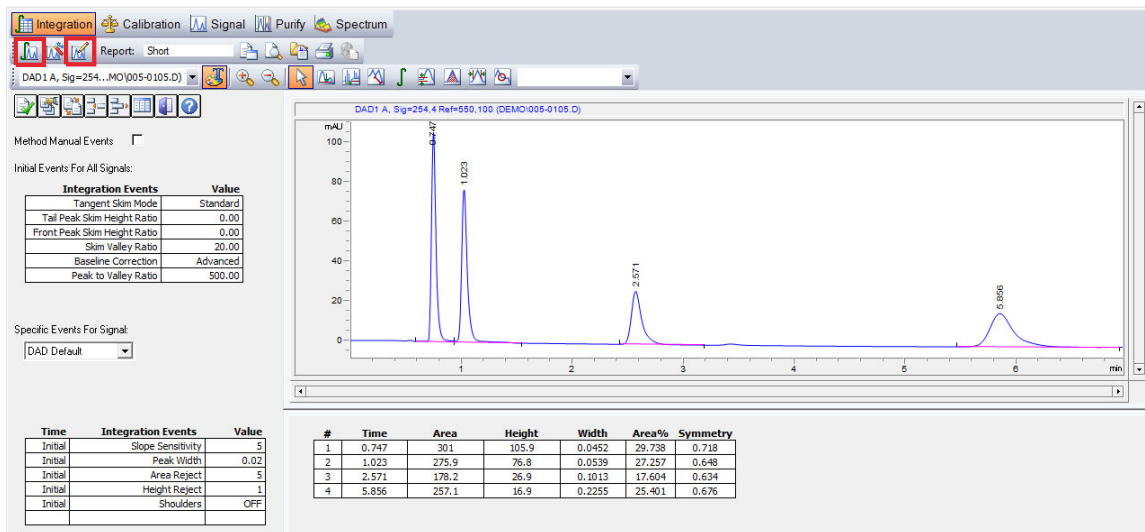 Integration Calibration Signal Purify Spectrum
Report: Short
DAD1 A, Sig=254...MO\005-0105.D)
Method Manual Events
Initial Events For All Signals:
Integration Events Value
Tangent Skim Mode Standard
Tail Peak Skim Height Ratio 0.00
Front Peak Skim Height Ratio 0.00
Skim Valley Ratio 20.00
Baseline Correction Advanced
Peak to Valley Ratio 500.00
Specific Events For Signal:
DAD Default
Time Integration Events Value
Initial Slope Sensitivity 5
Initial Peak Width 0.02
Initial Area Reject 5
Initial Height Reject 1
Initial Shoulders OFF
DAD1 A, Sig=254,4 Ref=550,100 (DEMO\005-0105.D)
mAU
100
80
60
40
20
0
0.747
1.023
2.571
5.856
1 2 3 4 5 6 min
# Time Area Height Width Area% Symmetry
1 0.747 301 105.9 0.0452 29.738 0.718
2 1.023 275.9 76.8 0.0539 27.257 0.648
3 2.571 178.2 26.9 0.1013 17.604 0.634
4 5.856 257.1 16.9 0.2255 25.401 0.676